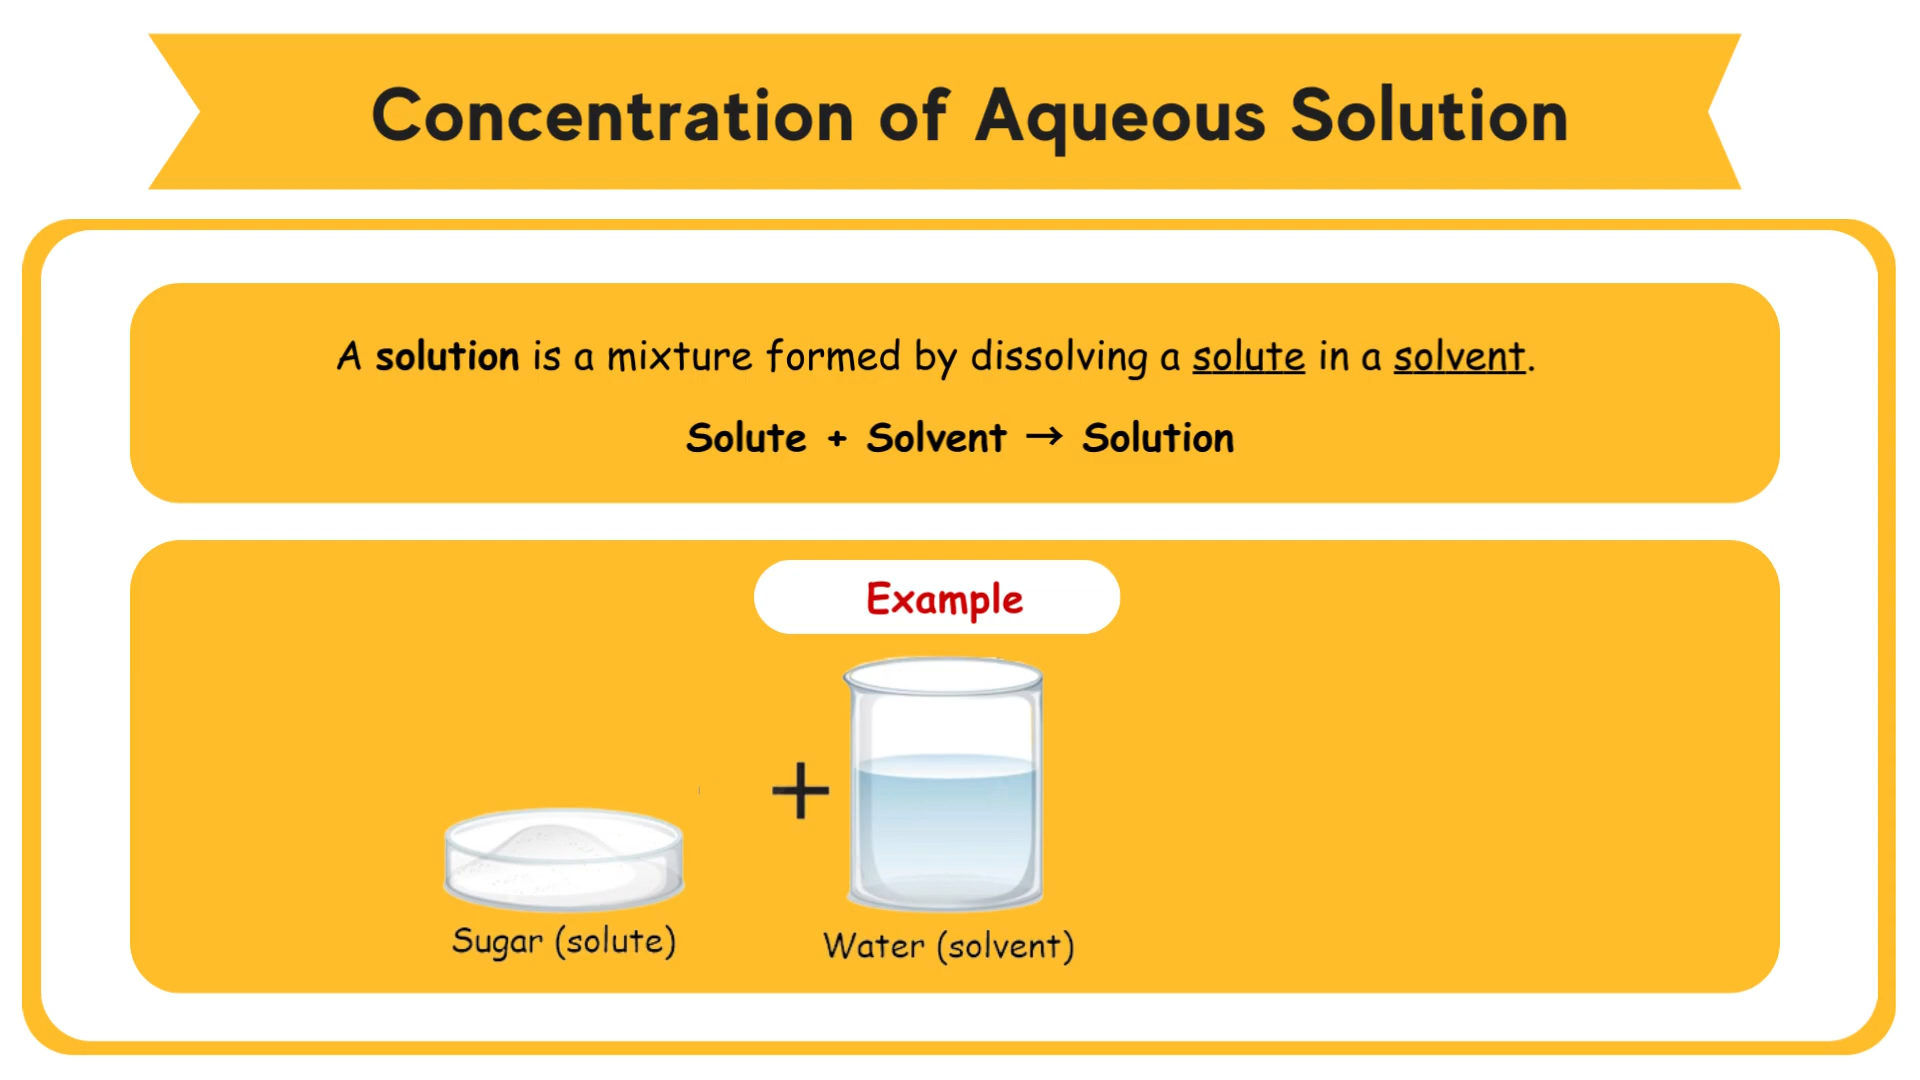 Concentration of Aqueous Solution
A solution is a mixture formed by dissolving a solute in a solvent.
Solute + Solvent → Solution
Example
+
Sugar (solute)
Water (solvent)